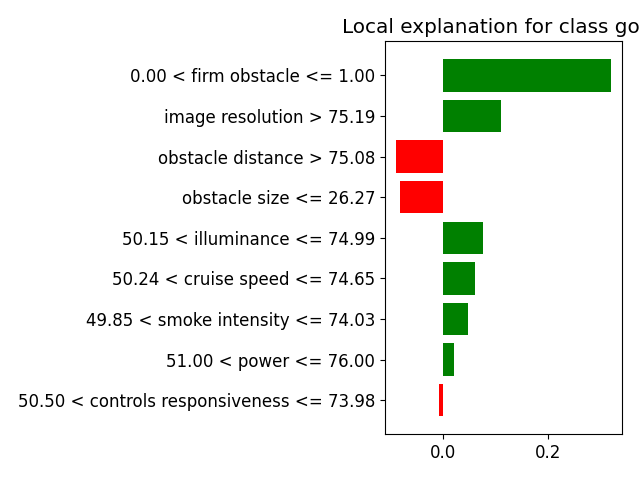 Local explanation for class go
0.00 < firm obstacle <= 1.00
image resolution > 75.19
obstacle distance > 75.08
obstacle size <= 26.27
50.15 < illuminance <= 74.99
50.24 < cruise speed <= 74.65
49.85 < smoke intensity <= 74.03
51.00 < power <= 76.00
50.50 < controls responsiveness <= 73.98
0.0 0.2